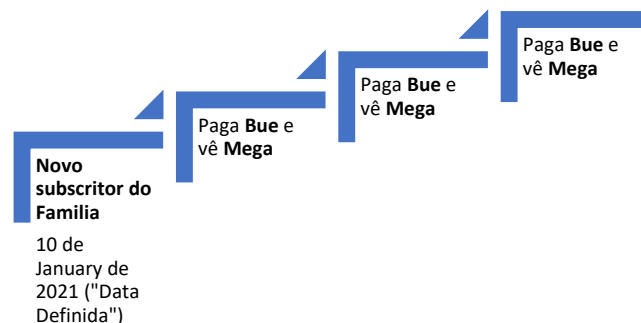 Novo
subscritor do
Familia
10 de
January de
2021 ("Data
Definida")
Paga Bue e
vê Mega
Paga Bue e
vê Mega
Paga Bue e
vê Mega